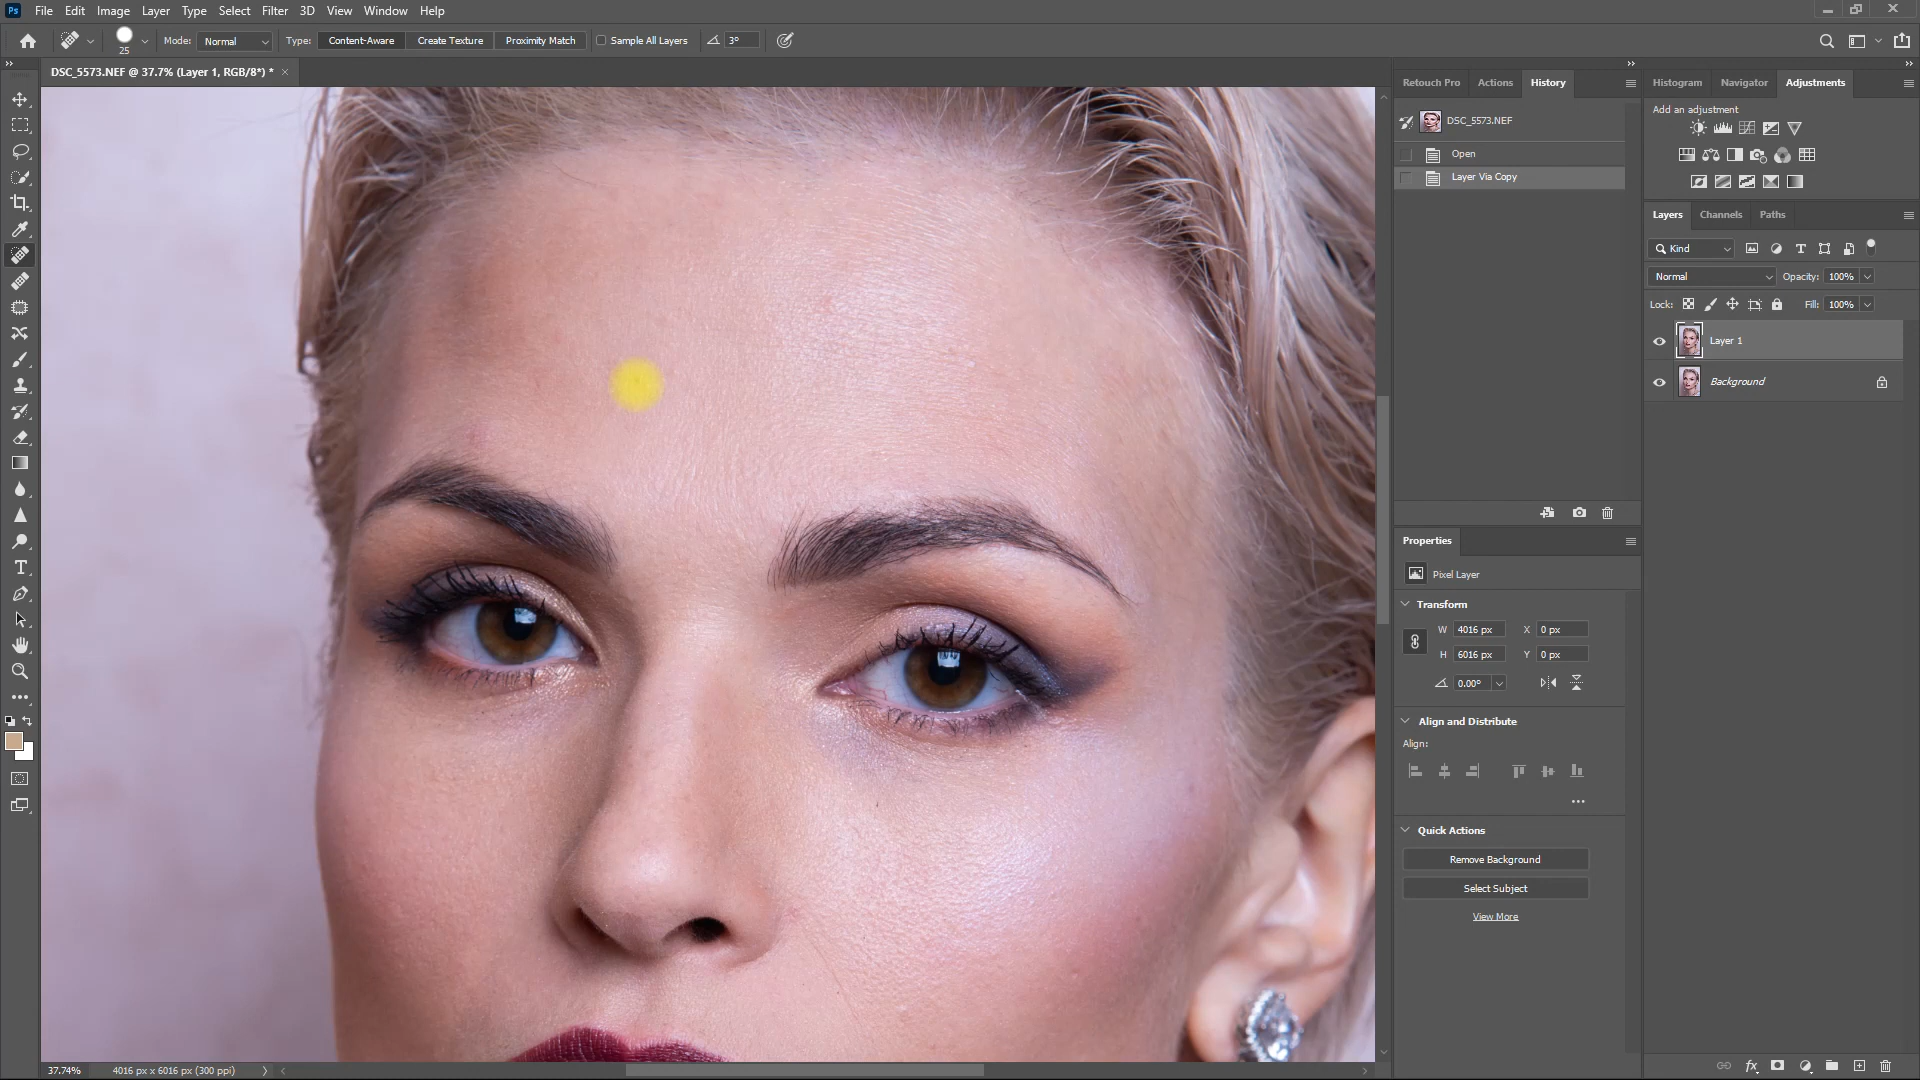 Ps File Edit Image Layer Type Select Filter 3D View Window Help
25 Mode: Normal Type: Content-Aware Create Texture Proximity Match Sample All Layers 3°
DSC_5573.NEF @ 37.7% (Layer 1, RGB/8*) * ×
Retouch Pro Actions History
DSC_5573.NEF
Open
Layer Via Copy
Properties
Pixel Layer
Transform
W 4016 px X 0 px
H 6016 px Y 0 px
0.00°
Align and Distribute
Align:
Quick Actions
Remove Background
Select Subject
View More
Histogram Navigator Adjustments
Add an adjustment
Layers Channels Paths
Kind
Normal Opacity: 100%
Lock: Fill: 100%
Layer 1
Background
fx
37.74% 4016 px x 6016 px (300 ppi)